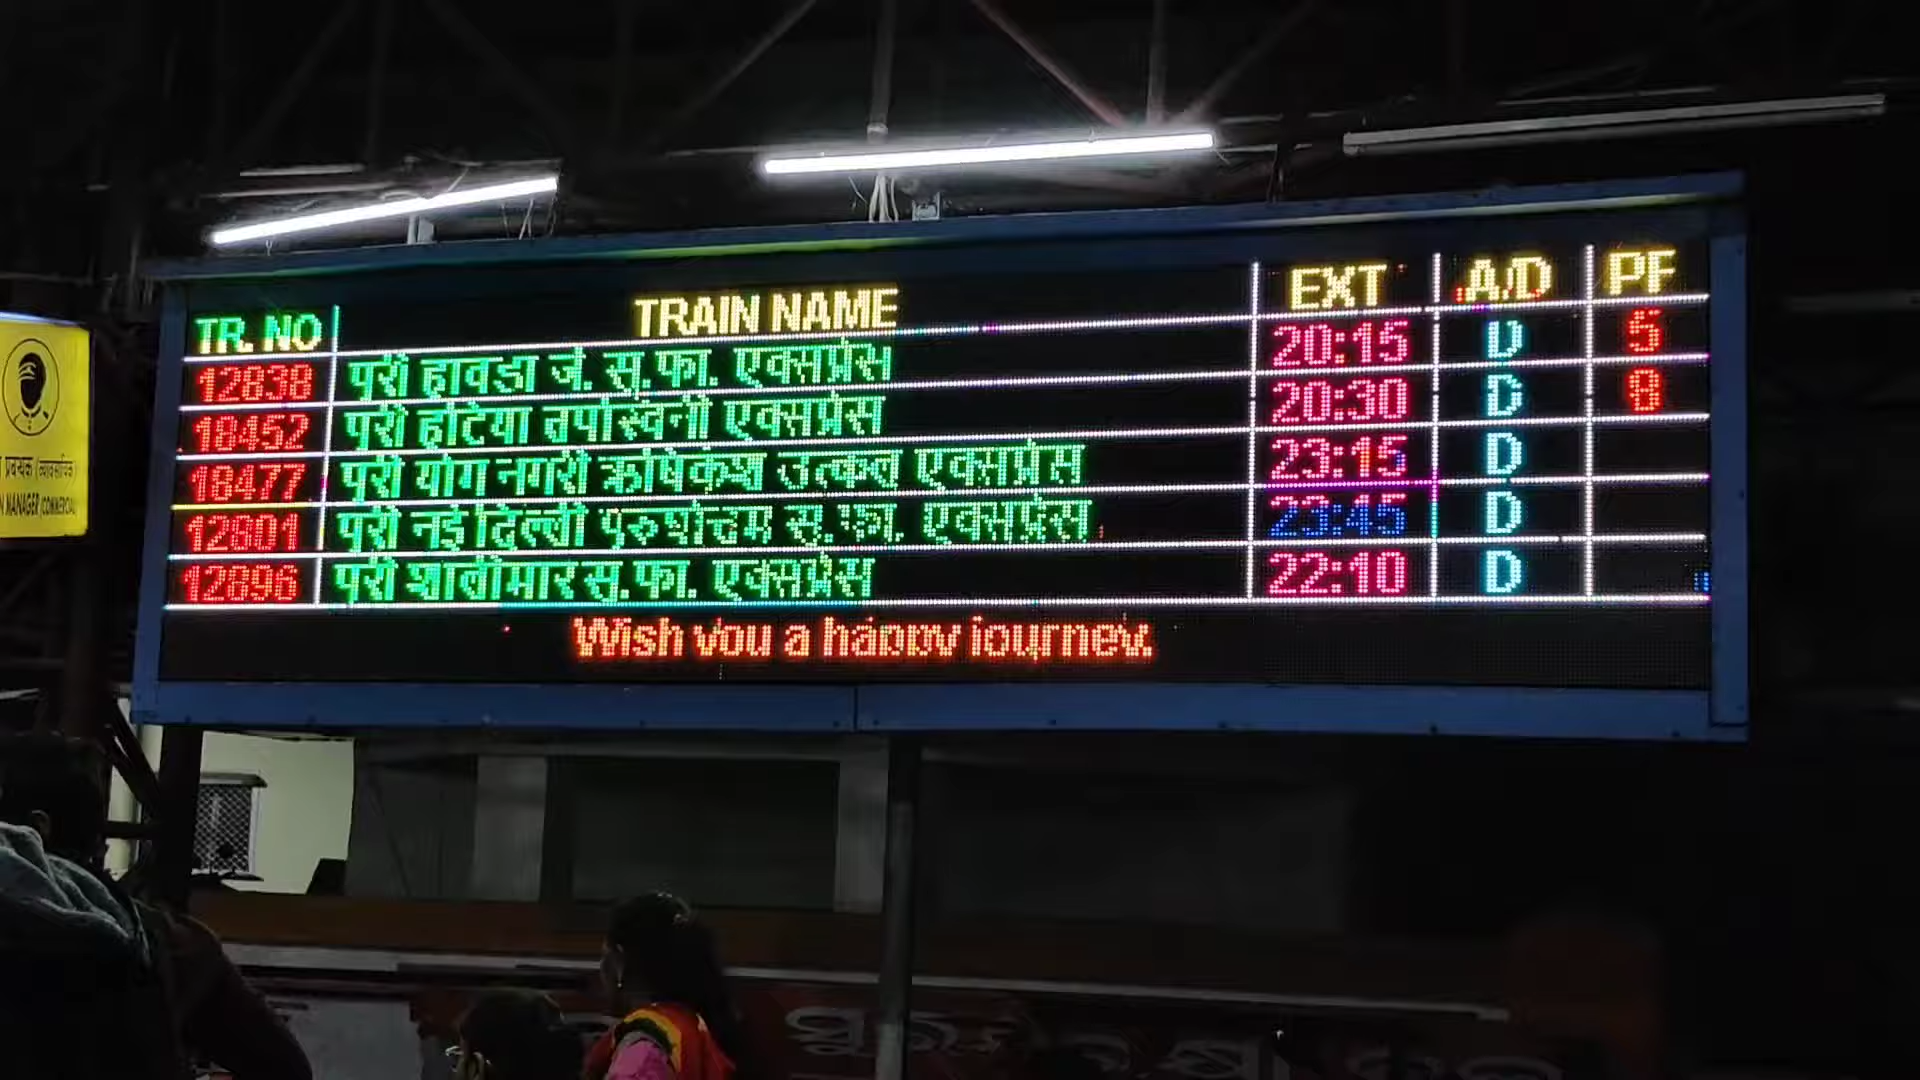 TR. NO TRAIN NAME EXT A/D PF
12838 पुरी हावडा जं. सु.फा. एक्सप्रेस 20:15 D 5
18452 पुरी हटिया तपस्विनी एक्सप्रेस 20:30 D 8
18477 पुरी योग नगरी ऋषिकेश उत्कल एक्सप्रेस 23:15 D
12801 पुरी नई दिल्ली पुरुषोत्तम सु.फा. एक्सप्रेस 23:45 D
12896 पुरी शालीमार सु.फा. एक्सप्रेस 22:10 D
Wish you a happy journey.
MANAGER (COMMERCIAL